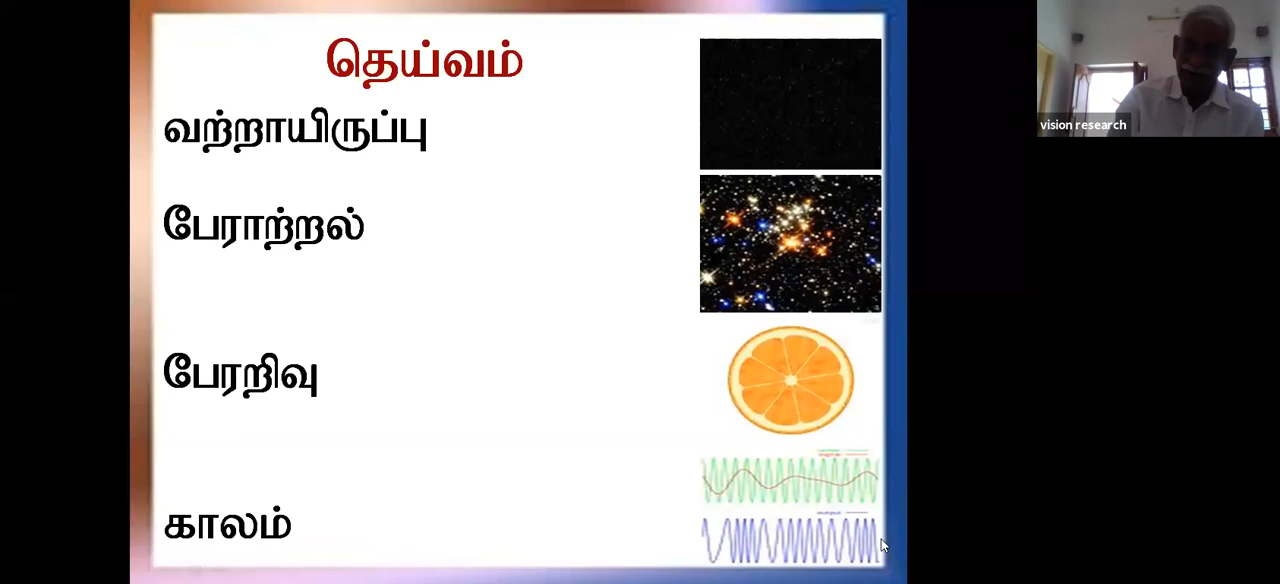 தெய்வம்
வற்றாயிருப்பு
பேராற்றல்
பேரறிவு
காலம்
vision research